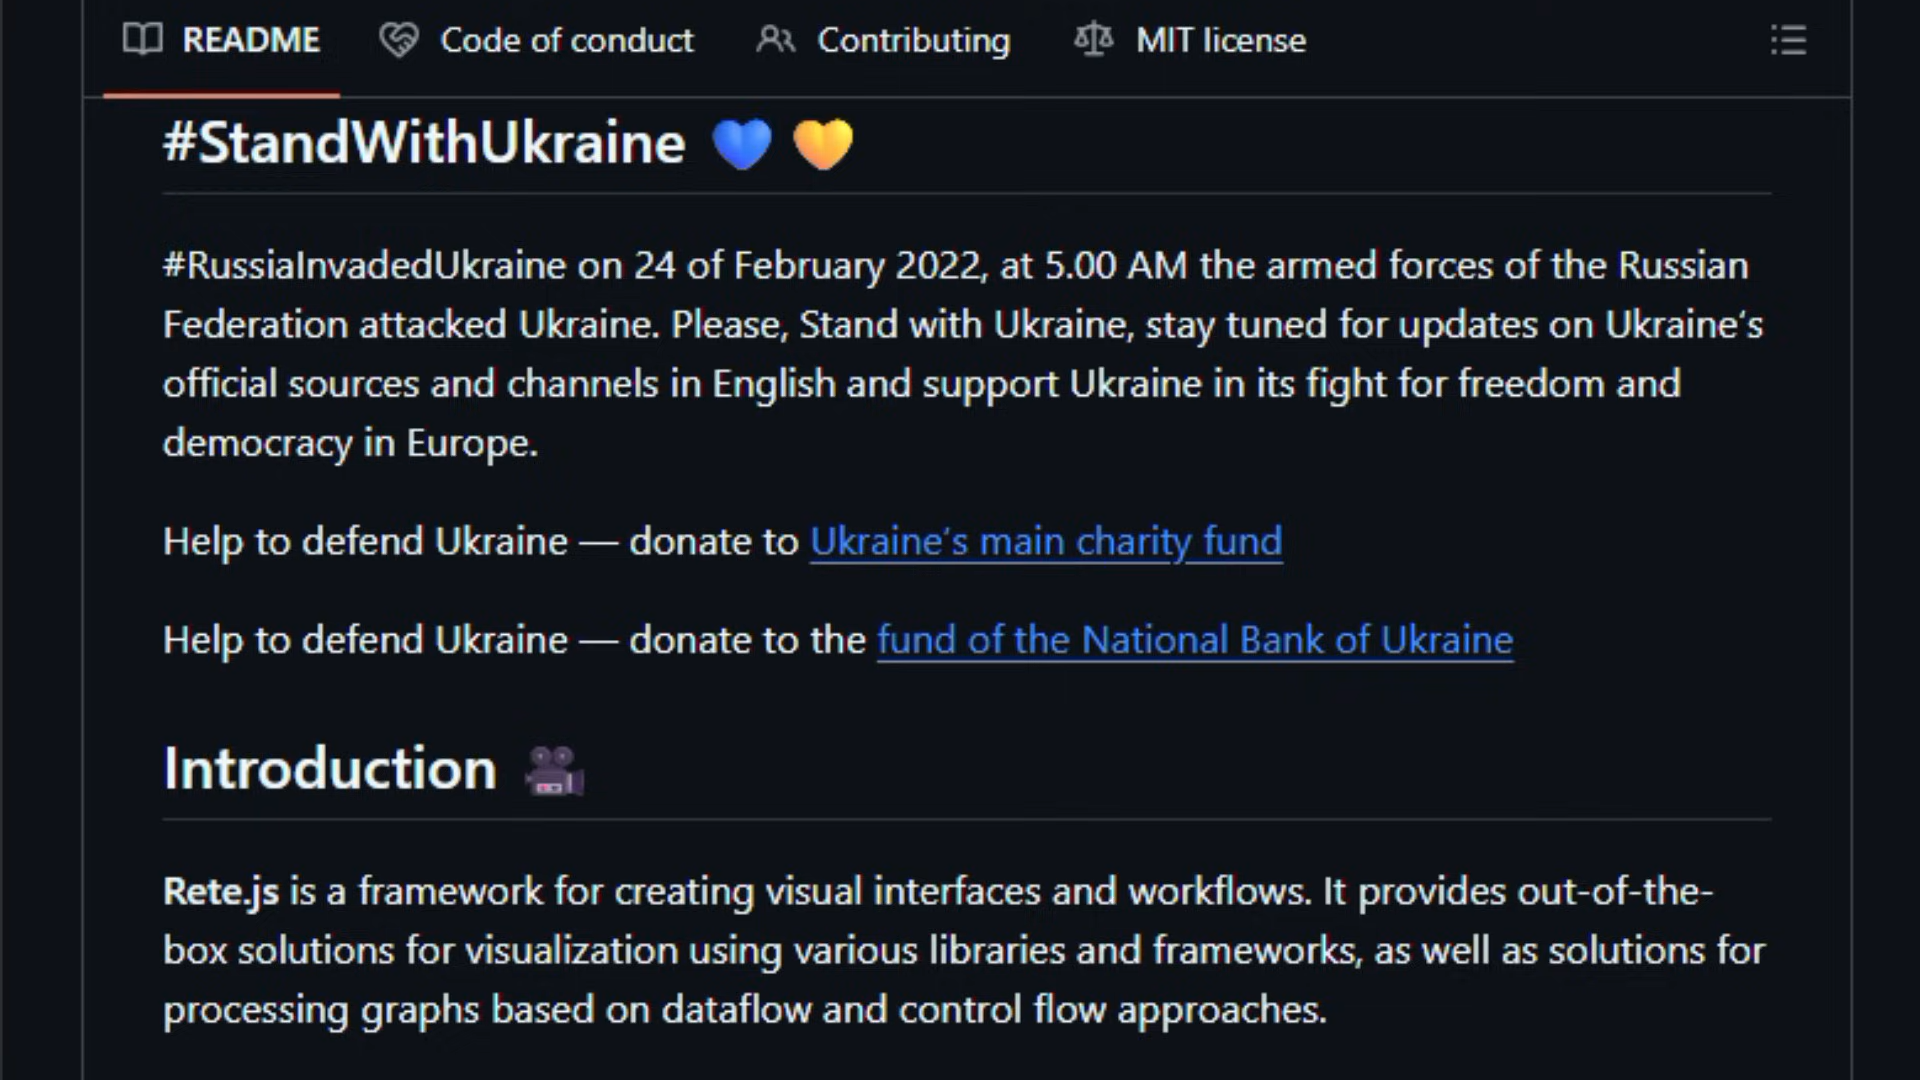 README Code of conduct Contributing MIT license
#StandWithUkraine 💙 💛
#RussiaInvadedUkraine on 24 of February 2022, at 5.00 AM the armed forces of the Russian
Federation attacked Ukraine. Please, Stand with Ukraine, stay tuned for updates on Ukraine‘s
official sources and channels in English and support Ukraine in its fight for freedom and
democracy in Europe.
Help to defend Ukraine — donate to Ukraine‘s main charity fund
Help to defend Ukraine — donate to the fund of the National Bank of Ukraine
Introduction 🎥
Rete.js is a framework for creating visual interfaces and workflows. It provides out-of-the-
box solutions for visualization using various libraries and frameworks, as well as solutions for
processing graphs based on dataflow and control flow approaches.